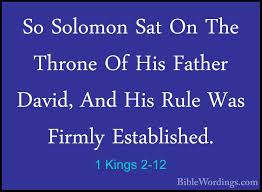 So Solomon Sat On The
Throne Of His Father
David, And His Rule Was
Firmly Established.
1 Kings 2-12
BibleWordings.com